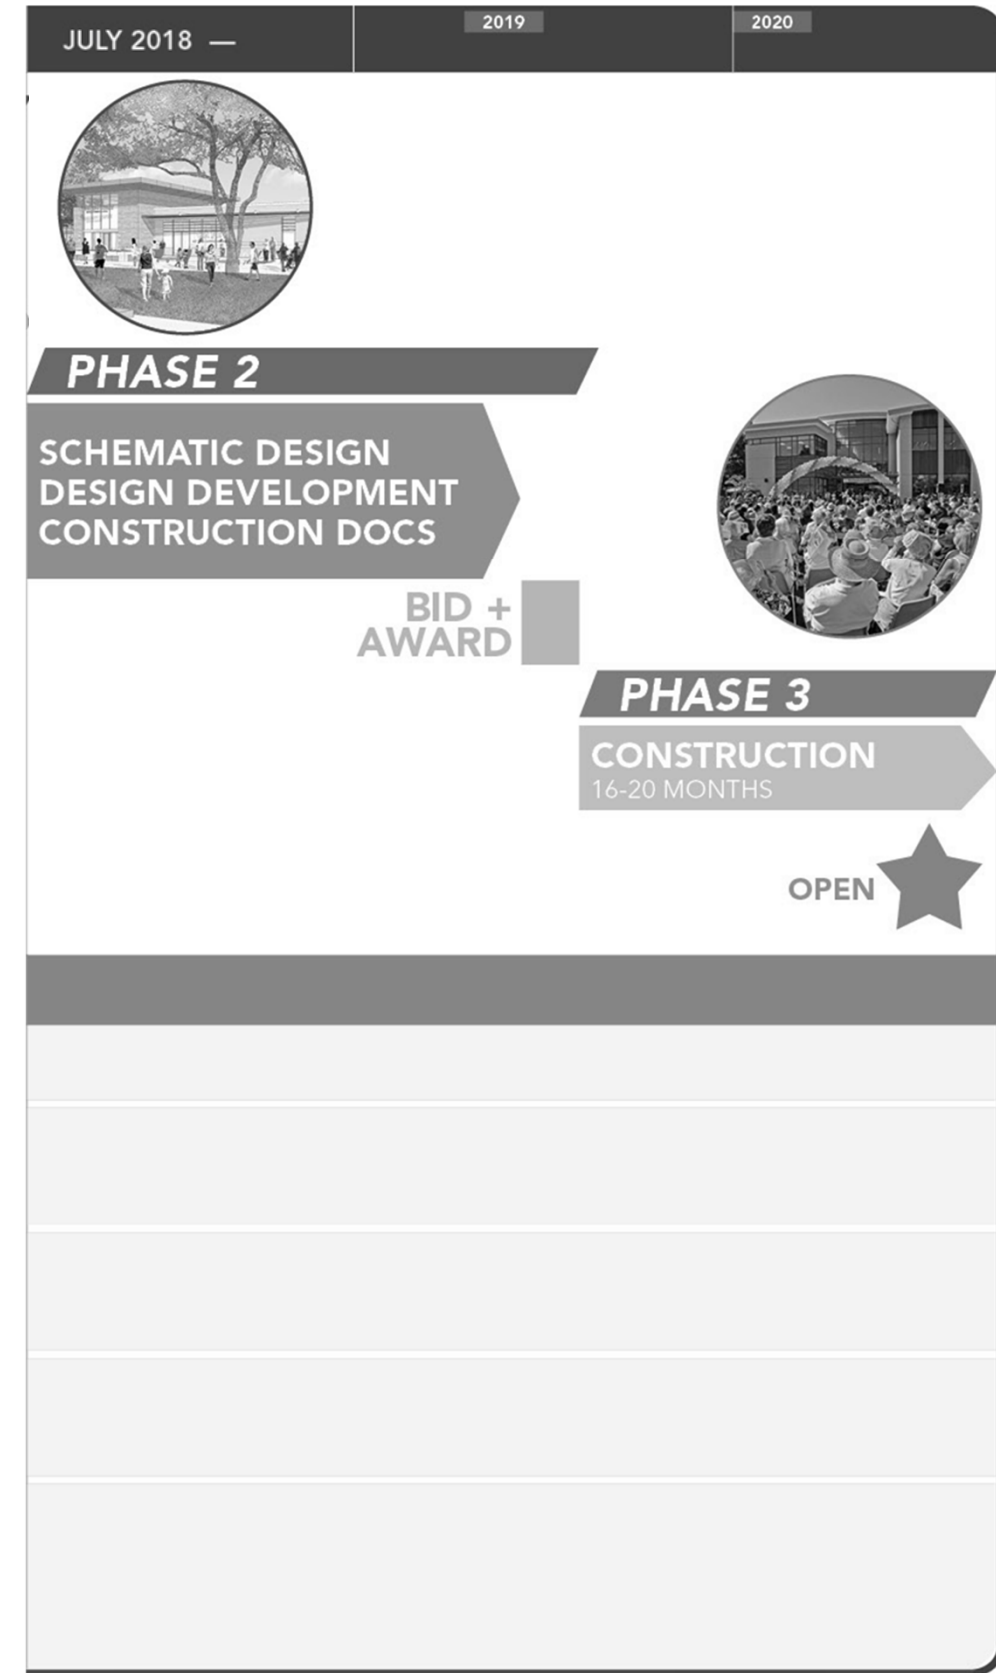 JULY 2018 —
2019
2020
PHASE 2
SCHEMATIC DESIGN
DESIGN DEVELOPMENT
CONSTRUCTION DOCS
BID +
AWARD
PHASE 3
CONSTRUCTION
16-20 MONTHS
OPEN